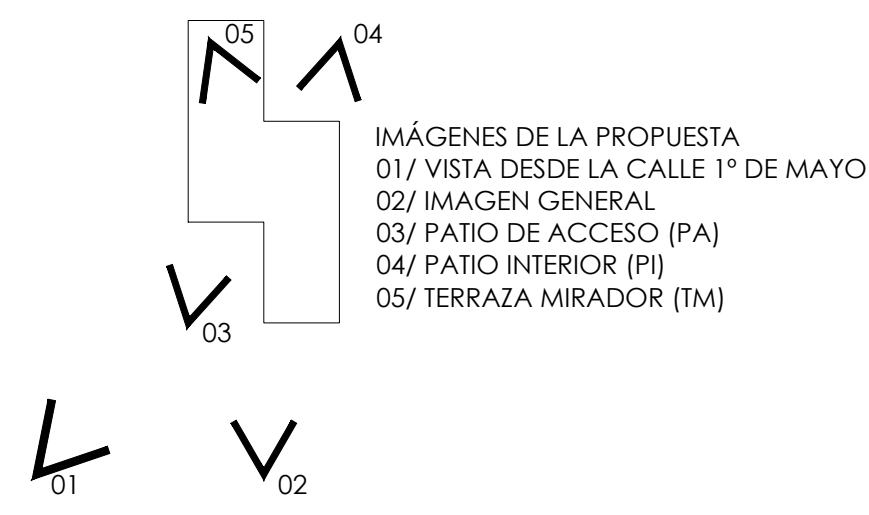 05
04
IMÁGENES DE LA PROPUESTA
01/ VISTA DESDE LA CALLE 1º DE MAYO
02/ IMAGEN GENERAL
03/ PATIO DE ACCESO (PA)
04/ PATIO INTERIOR (PI)
05/ TERRAZA MIRADOR (TM)
03
01
02